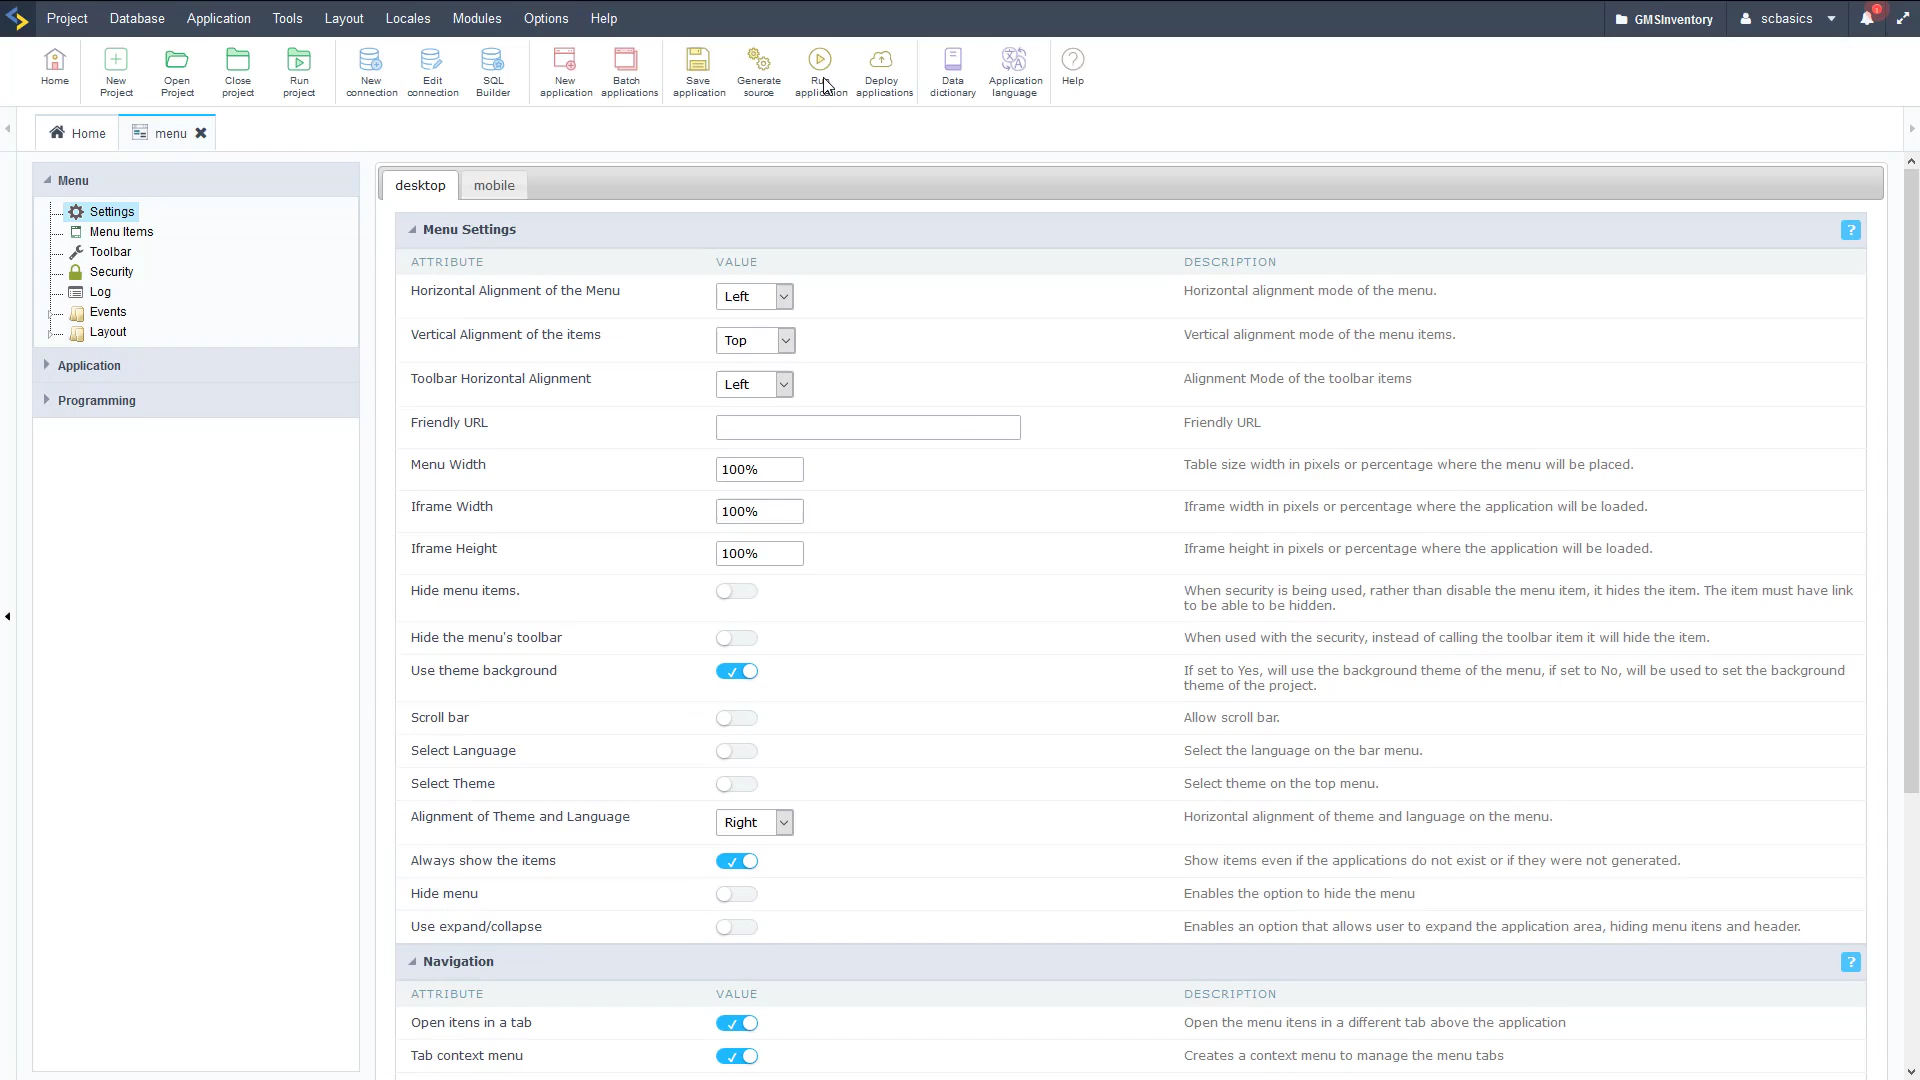 Project Database Application Tools Layout Locales Modules Options Help GMSInventory scbasics
Home New Project Open Project Close project Run project New connection Edit connection SQL Builder New application Batch applications Save application Generate source Run application Deploy applications Data dictionary Application language Help
Home menu
Menu
Settings
Menu Items
Toolbar
Security
Log
Events
Layout
Application
Programming
desktop mobile
Menu Settings ?
ATTRIBUTE VALUE DESCRIPTION
Horizontal Alignment of the Menu Left Horizontal alignment mode of the menu.
Vertical Alignment of the items Top Vertical alignment mode of the menu items.
Toolbar Horizontal Alignment Left Alignment Mode of the toolbar items
Friendly URL Friendly URL
Menu Width 100% Table size width in pixels or percentage where the menu will be placed.
Iframe Width 100% Iframe width in pixels or percentage where the application will be loaded.
Iframe Height 100% Iframe height in pixels or percentage where the application will be loaded.
Hide menu items. When security is being used, rather than disable the menu item, it hides the item. The item must have link
to be able to be hidden.
Hide the menu's toolbar When used with the security, instead of calling the toolbar item it will hide the item.
Use theme background If set to Yes, will use the background theme of the menu, if set to No, will be used to set the background
theme of the project.
Scroll bar Allow scroll bar.
Select Language Select the language on the bar menu.
Select Theme Select theme on the top menu.
Alignment of Theme and Language Right Horizontal alignment of theme and language on the menu.
Always show the items Show items even if the applications do not exist or if they were not generated.
Hide menu Enables the option to hide the menu
Use expand/collapse Enables an option that allows user to expand the application area, hiding menu itens and header.
Navigation ?
ATTRIBUTE VALUE DESCRIPTION
Open itens in a tab Open the menu itens in a different tab above the application
Tab context menu Creates a context menu to manage the menu tabs